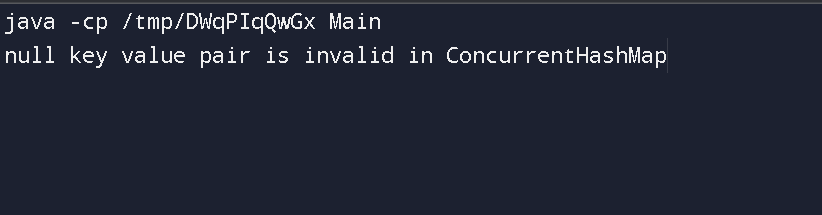 java -cp /tmp/DWqPIqQwGx Main
null key value pair is invalid in ConcurrentHashMap